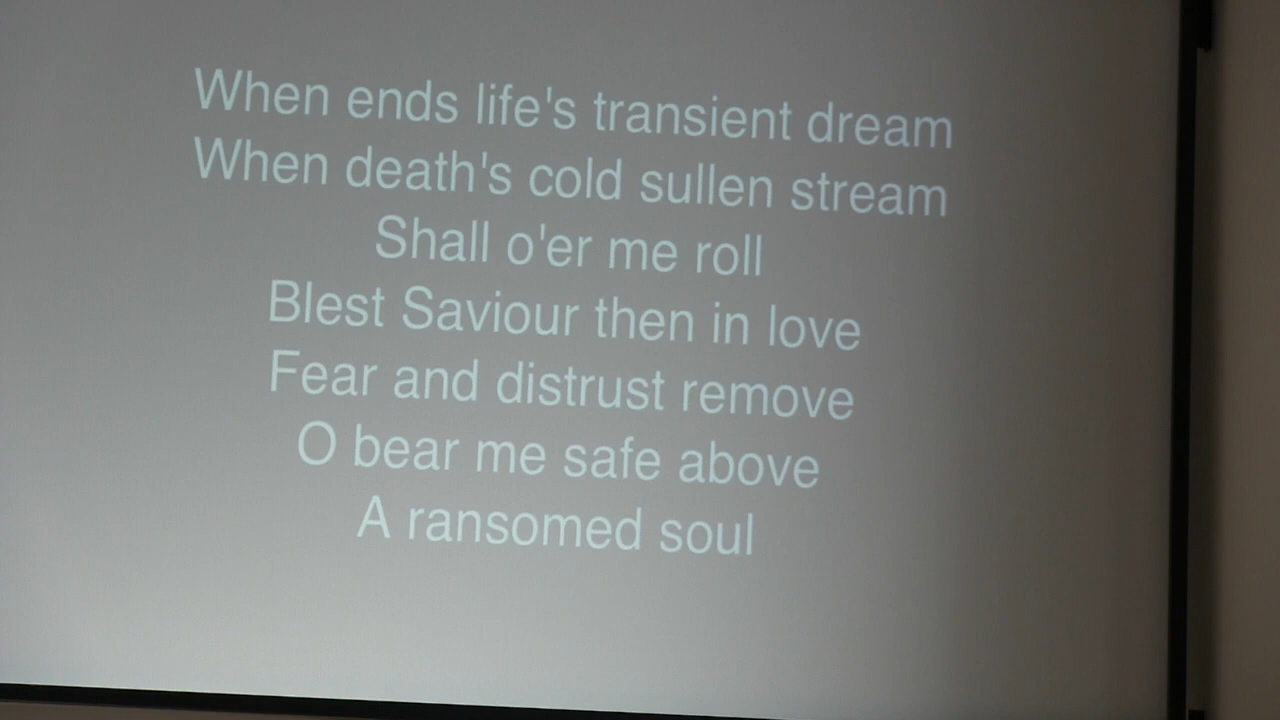 When ends life's transient dream
When death's cold sullen stream
Shall o'er me roll
Blest Saviour then in love
Fear and distrust remove
O bear me safe above
A ransomed soul